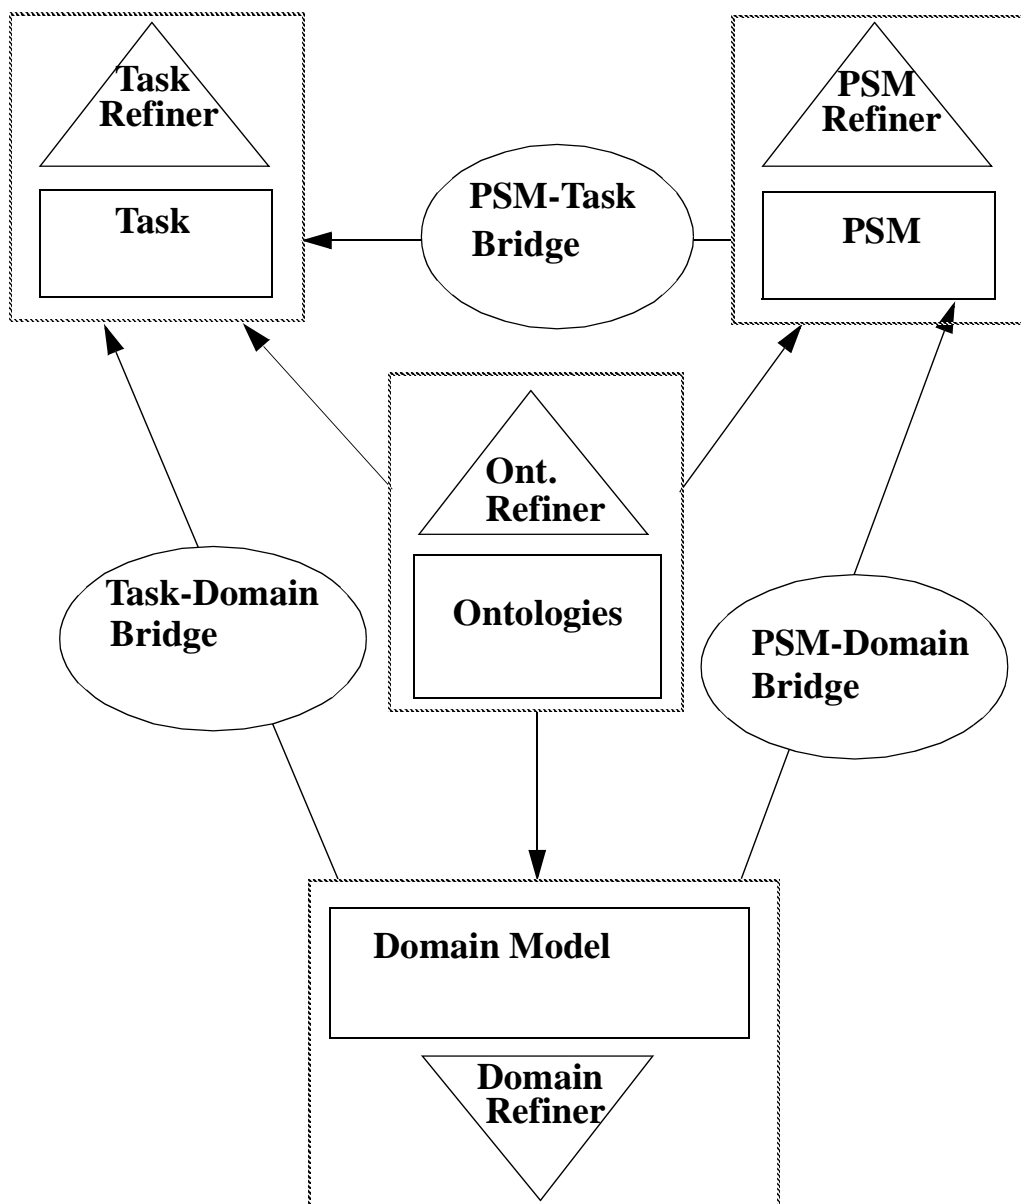 Task
Refiner
Task
PSM-Task
Bridge
PSM
Refiner
PSM
Ont.
Refiner
Ontologies
Task-Domain
Bridge
PSM-Domain
Bridge
Domain Model
Domain
Refiner